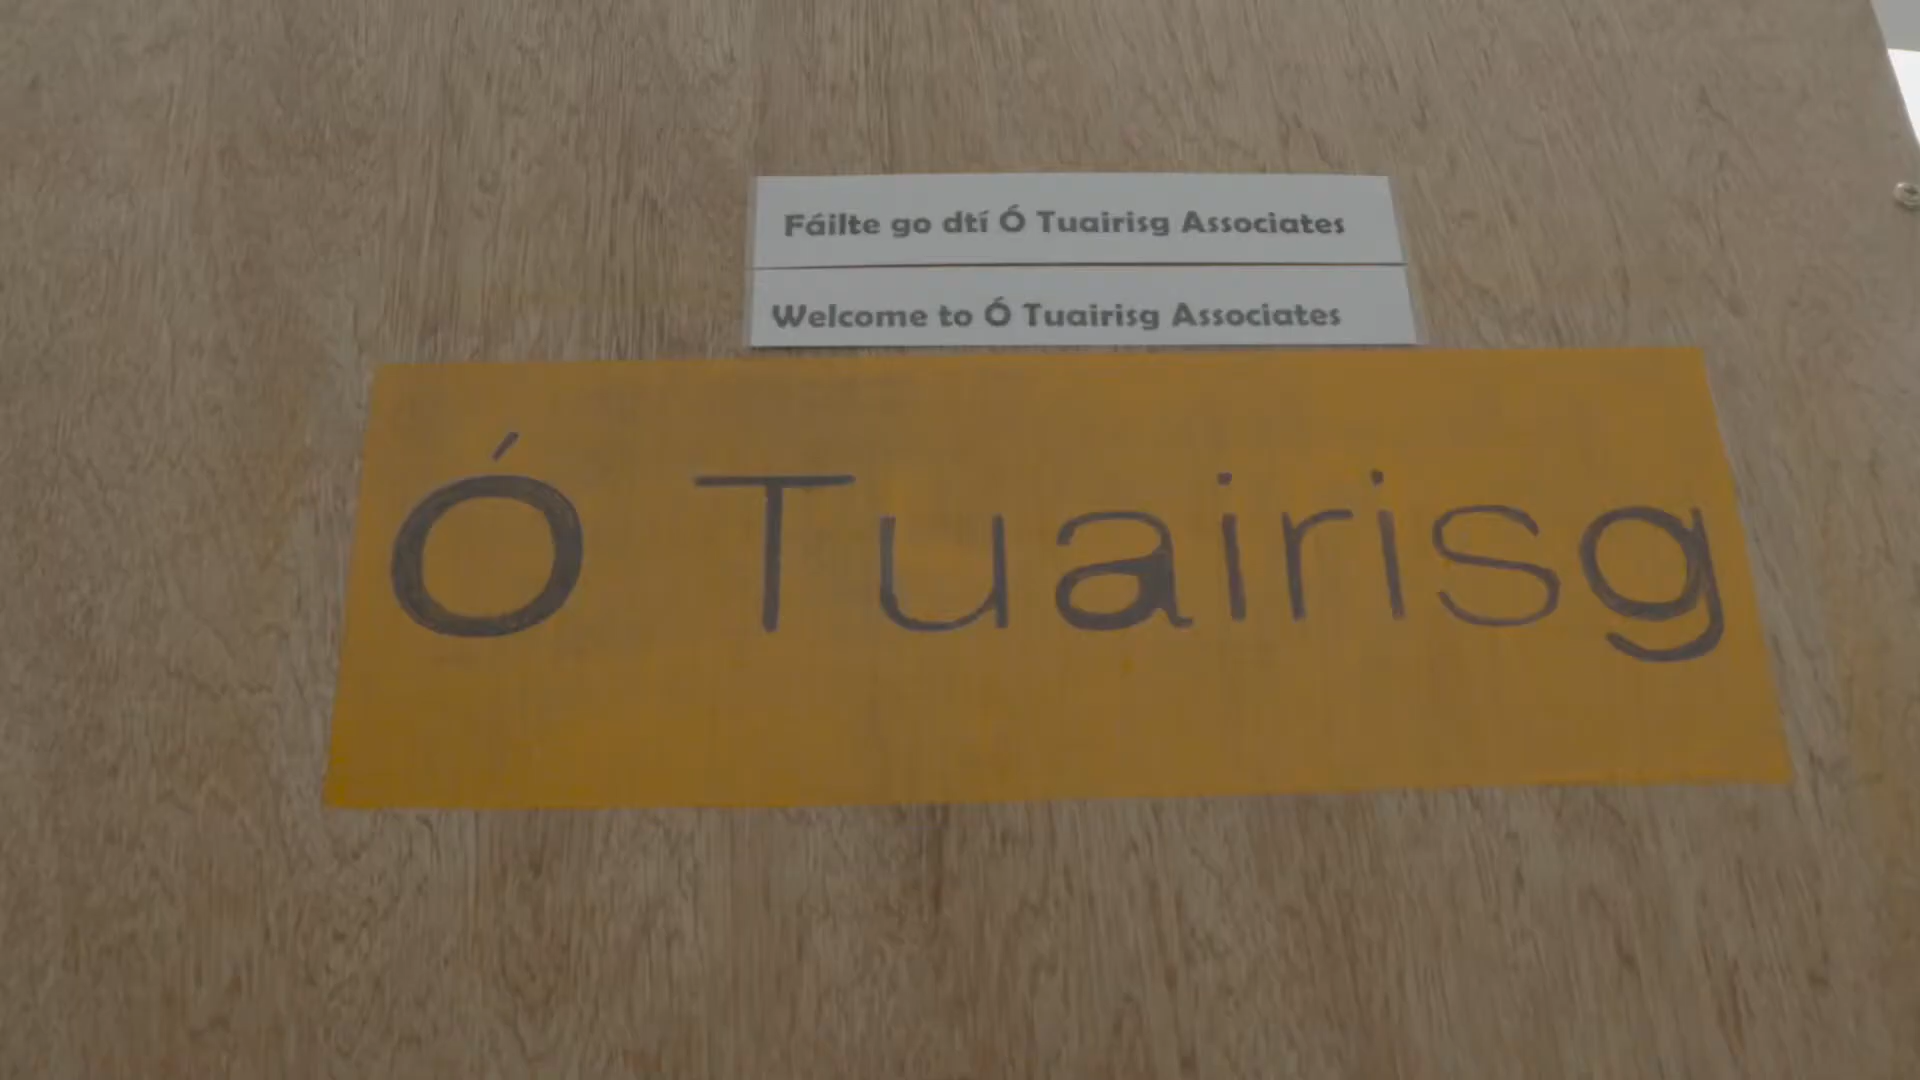 Fáilte go dtí Ó Tuairisg Associates
Welcome to Ó Tuairisg Associates
Ó Tuairisg